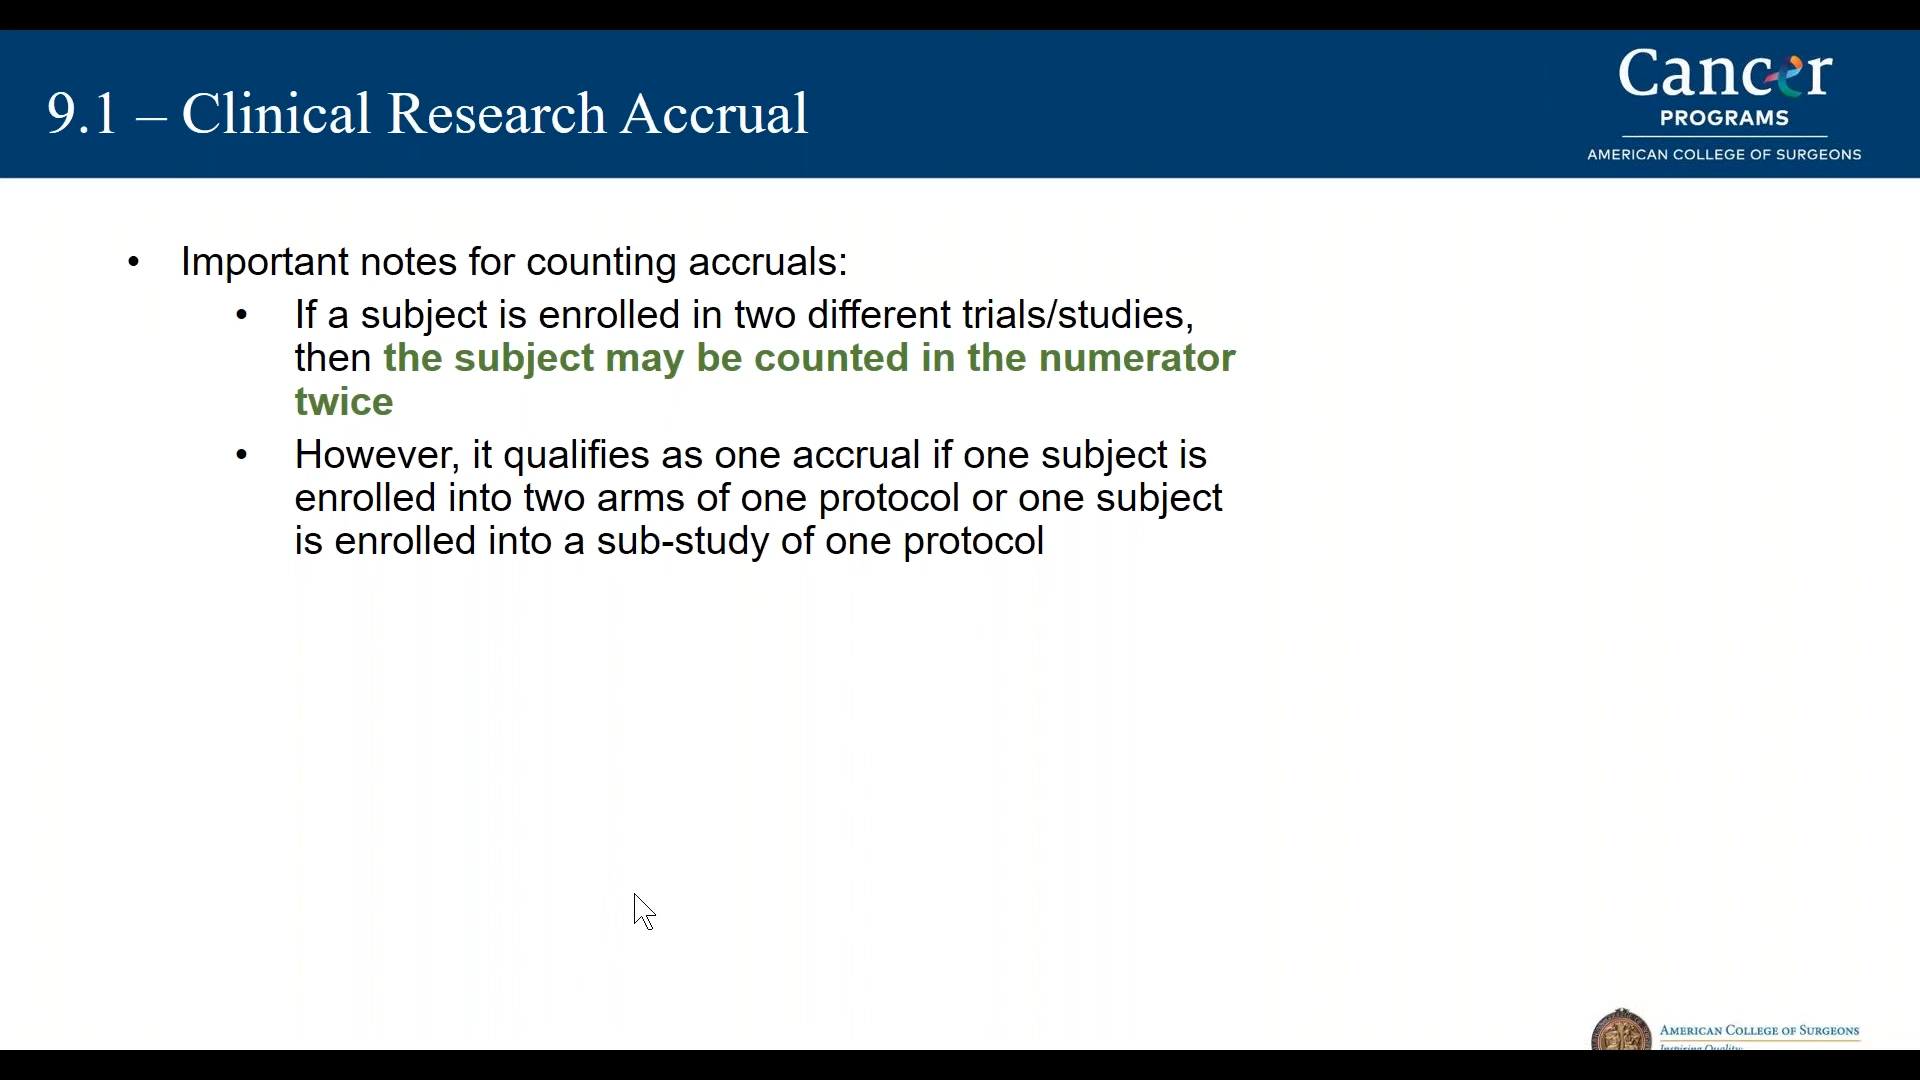 9.1 – Clinical Research Accrual
Cancer
PROGRAMS
AMERICAN COLLEGE OF SURGEONS
• Important notes for counting accruals:
• If a subject is enrolled in two different trials/studies,
then the subject may be counted in the numerator
twice
• However, it qualifies as one accrual if one subject is
enrolled into two arms of one protocol or one subject
is enrolled into a sub-study of one protocol
AMERICAN COLLEGE OF SURGEONS
Inspiring Quality: